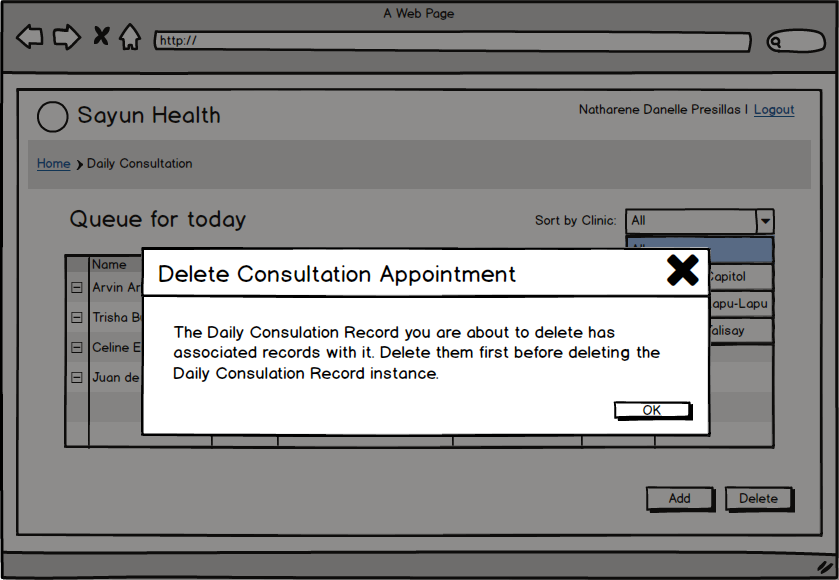 A Web Page
http://
Sayun Health
Natharene Danelle Presillas | Logout
Home > Daily Consultation
Queue for today
Sort by Clinic: All
All
Name
Delete Consultation Appointment
Capitol
Arvin
apu-Lapu
Trisha
The Daily Consulation Record you are about to delete has
alisay
associated records with it. Delete them first before deleting the
Celine E
Daily Consulation Record instance.
Juan de
OK
Add
Delete